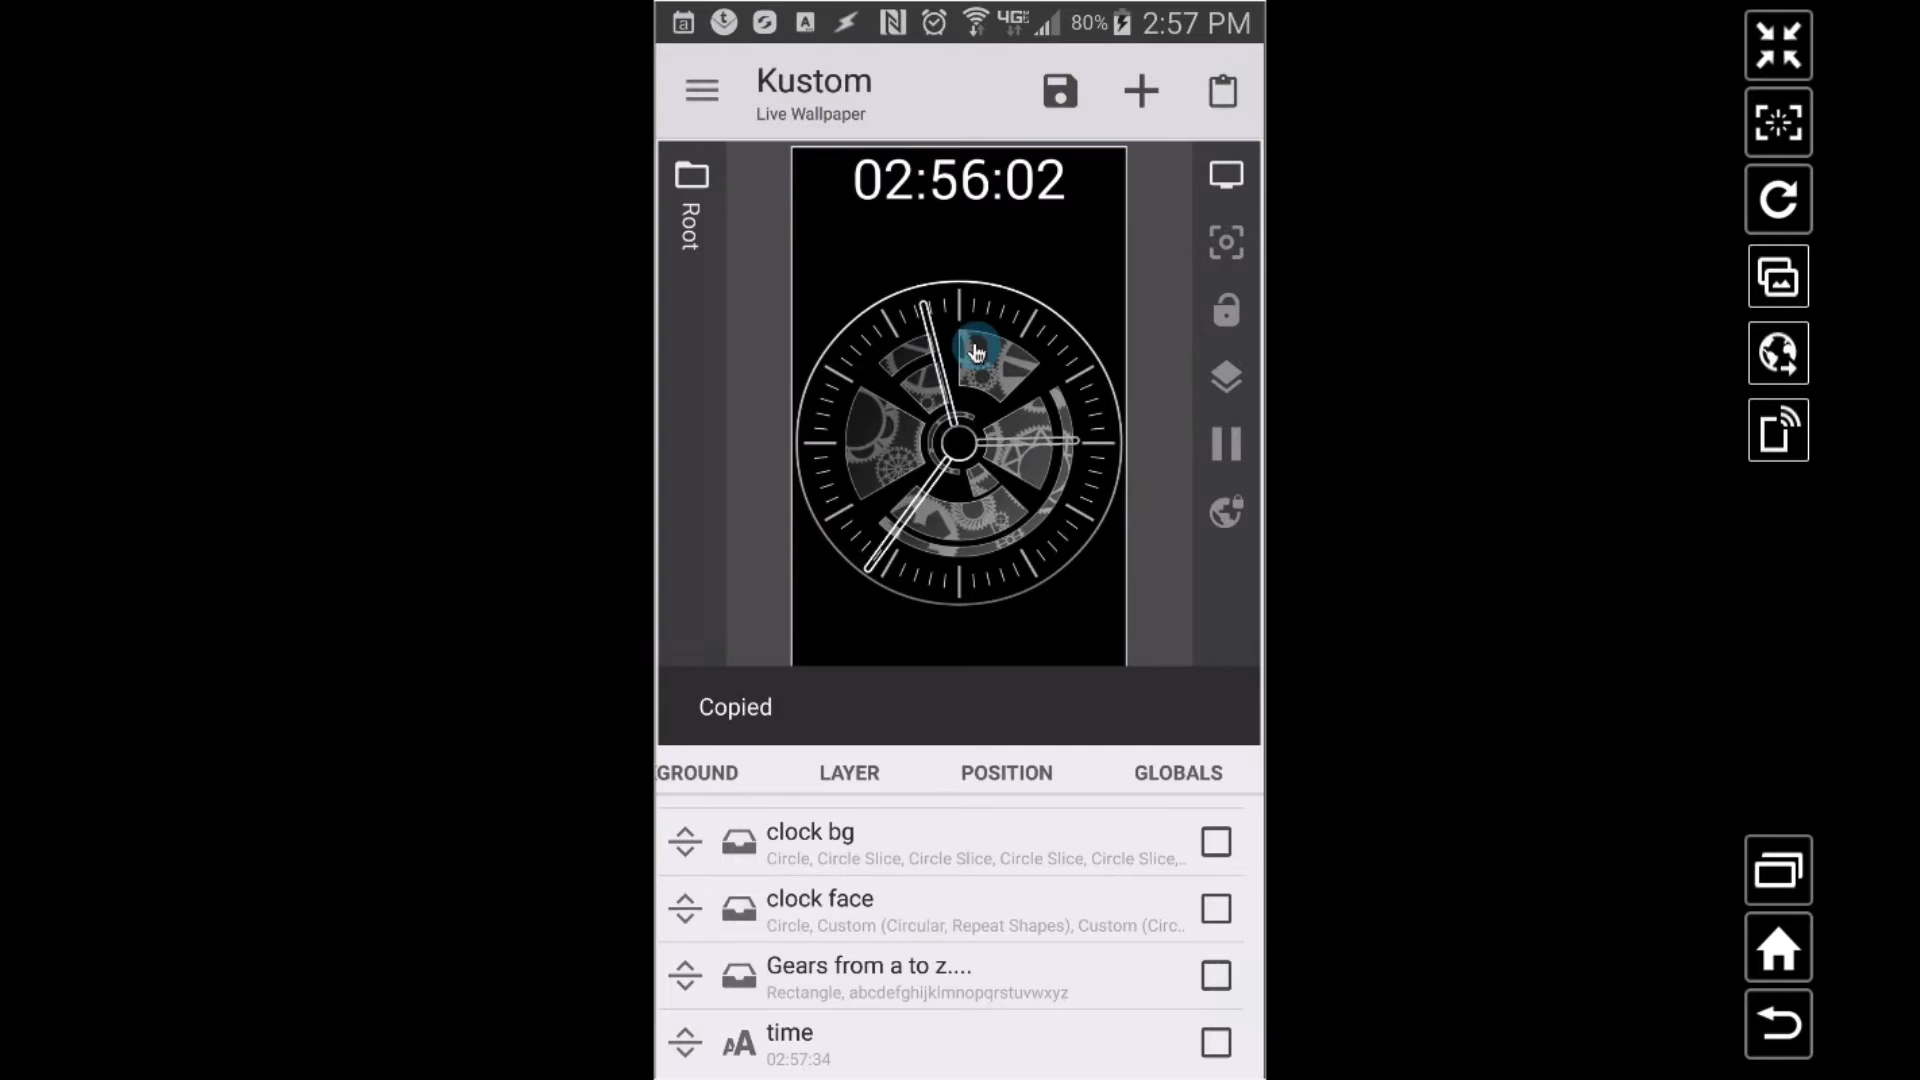 4G 80% 2:57 PM
Kustom
Live Wallpaper
Root
02:56:02
Copied
GROUND LAYER POSITION GLOBALS
clock bg
Circle, Circle Slice, Circle Slice, Circle Slice, Circle Slice,..
clock face
Circle, Custom (Circular, Repeat Shapes), Custom (Circ..
Gears from a to z....
Rectangle, abcdefghijklmnopqrstuvwxyz
AA time
02:57:34